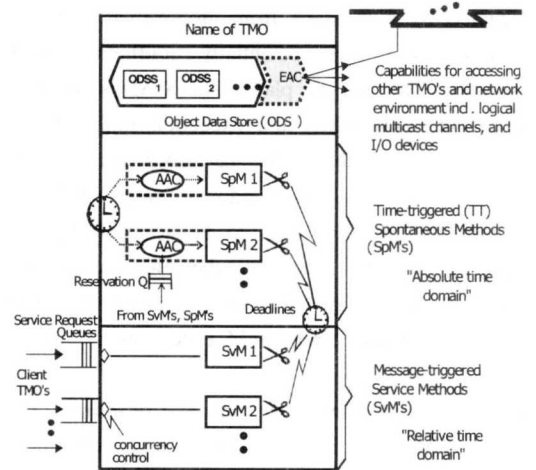 Name of TMO
ODSS
1
ODSS
2
EAC
Object Data Store ( ODS )
Capabilities for accessing
other TMO's and network
environment incl . logical
multicast channels, and
I/O devices
AAC
SpM 1
AAC
SpM 2
Reservation Q
From SvM's, SpM's
Deadlines
Time-triggered (TT)
Spontaneous Methods
(SpM's)
"Absolute time
domain"
Service Request
Queues
Client
TMO's
SvM 1
SvM 2
concurrency
control
Message-triggered
Service Methods
(SvM's)
"Relative time
domain"